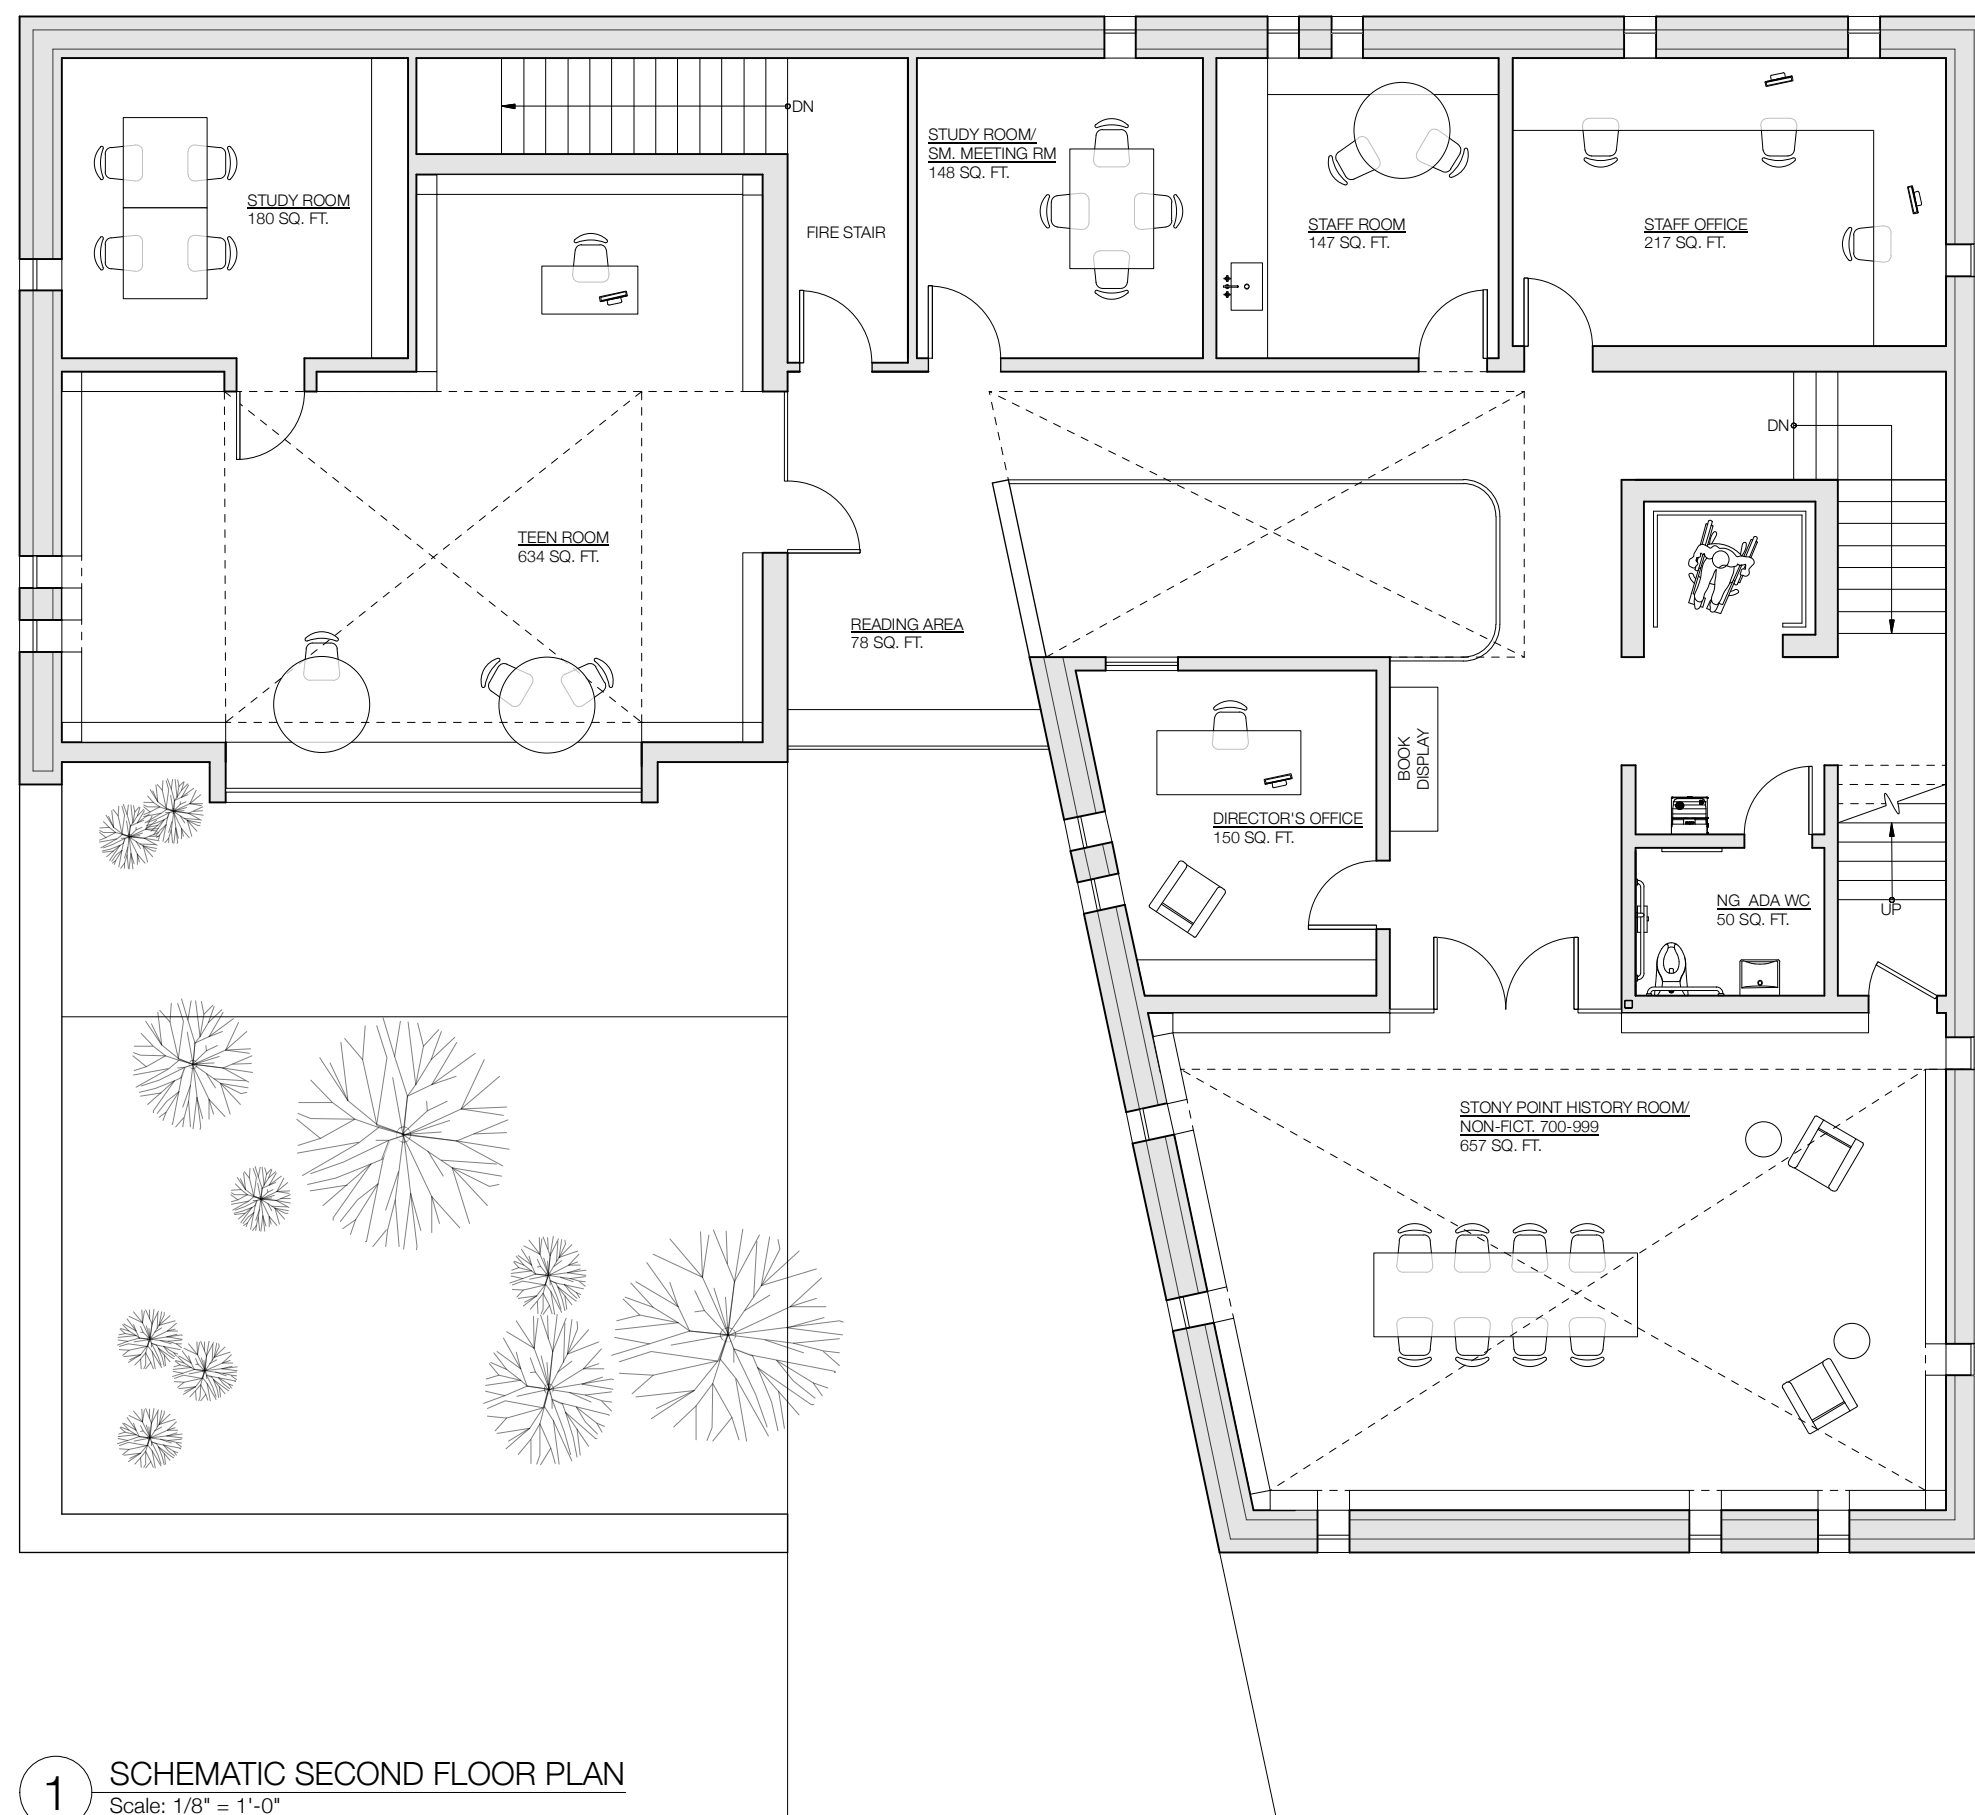 DN
STUDY ROOM/
SM. MEETING RM
148 SQ. FT.
STUDY ROOM
180 SQ. FT.
FIRE STAIR
STAFF ROOM
147 SQ. FT.
STAFF OFFICE
217 SQ. FT.
DN
TEEN ROOM
634 SQ. FT.
READING AREA
78 SQ. FT.
BOOK
DISPLAY
DIRECTOR'S OFFICE
150 SQ. FT.
NG ADA WC
50 SQ. FT.
UP
STONY POINT HISTORY ROOM/
NON-FICT. 700-999
657 SQ. FT.
1
SCHEMATIC SECOND FLOOR PLAN
Scale: 1/8" = 1'-0"